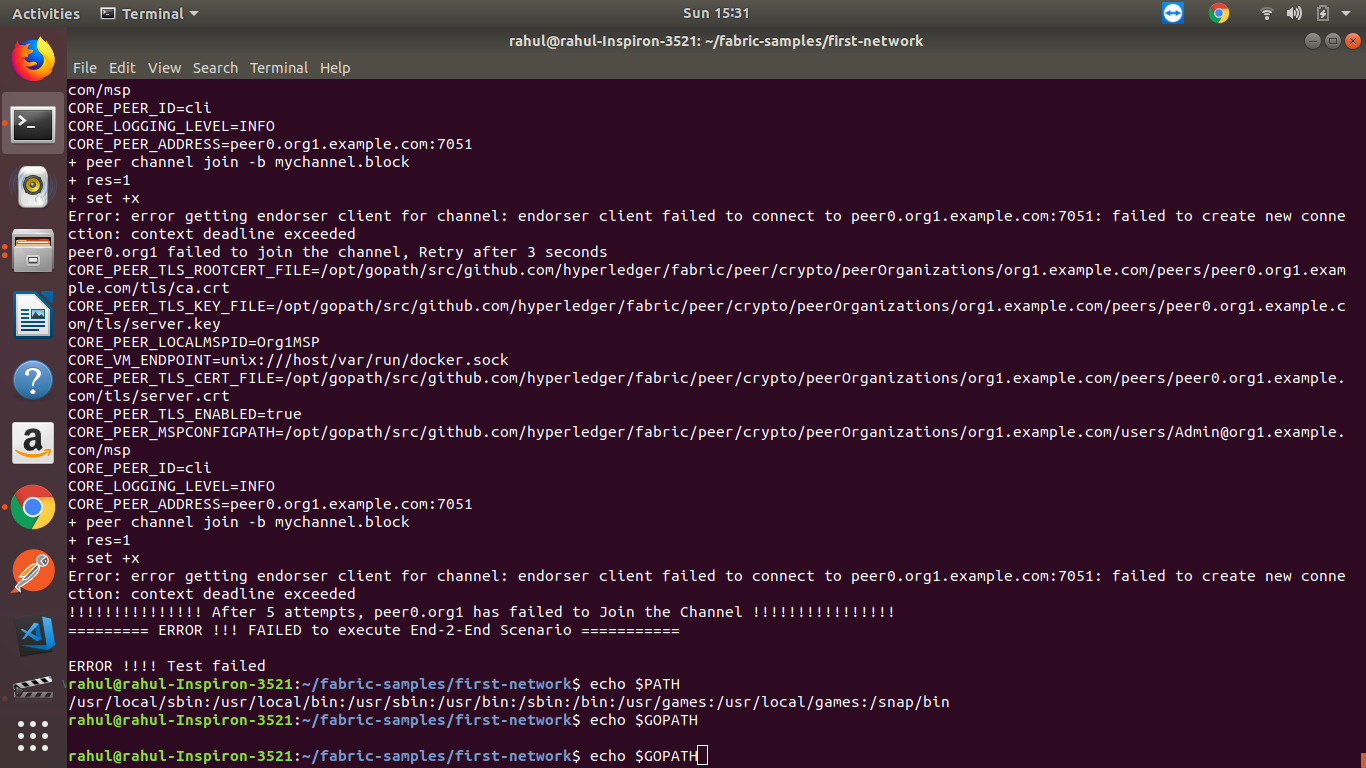 Activities Terminal Sun 15:31
rahul@rahul-Inspiron-3521: ~/fabric-samples/first-network
File Edit View Search Terminal Help
com/msp
CORE_PEER_ID=cli
CORE_LOGGING_LEVEL=INFO
CORE_PEER_ADDRESS=peer0.org1.example.com:7051
+ peer channel join -b mychannel.block
+ res=1
+ set +x
Error: error getting endorser client for channel: endorser client failed to connect to peer0.org1.example.com:7051: failed to create new conne
ction: context deadline exceeded
peer0.org1 failed to join the channel, Retry after 3 seconds
CORE_PEER_TLS_ROOTCERT_FILE=/opt/gopath/src/github.com/hyperledger/fabric/peer/crypto/peerOrganizations/org1.example.com/peers/peer0.org1.exam
ple.com/tls/ca.crt
CORE_PEER_TLS_KEY_FILE=/opt/gopath/src/github.com/hyperledger/fabric/peer/crypto/peerOrganizations/org1.example.com/peers/peer0.org1.example.c
om/tls/server.key
CORE_PEER_LOCALMSPID=Org1MSP
CORE_VM_ENDPOINT=unix:///host/var/run/docker.sock
CORE_PEER_TLS_CERT_FILE=/opt/gopath/src/github.com/hyperledger/fabric/peer/crypto/peerOrganizations/org1.example.com/peers/peer0.org1.example.
com/tls/server.crt
CORE_PEER_TLS_ENABLED=true
CORE_PEER_MSPCONFIGPATH=/opt/gopath/src/github.com/hyperledger/fabric/peer/crypto/peerOrganizations/org1.example.com/users/Admin@org1.example.
com/msp
CORE_PEER_ID=cli
CORE_LOGGING_LEVEL=INFO
CORE_PEER_ADDRESS=peer0.org1.example.com:7051
+ peer channel join -b mychannel.block
+ res=1
+ set +x
Error: error getting endorser client for channel: endorser client failed to connect to peer0.org1.example.com:7051: failed to create new conne
ction: context deadline exceeded
!!!!!!!!!!!!!!! After 5 attempts, peer0.org1 has failed to Join the Channel !!!!!!!!!!!!!!!!
========= ERROR !!! FAILED to execute End-2-End Scenario ===========
ERROR !!!! Test failed
rahul@rahul-Inspiron-3521:~/fabric-samples/first-network$ echo $PATH
/usr/local/sbin:/usr/local/bin:/usr/sbin:/usr/bin:/sbin:/bin:/usr/games:/usr/local/games:/snap/bin
rahul@rahul-Inspiron-3521:~/fabric-samples/first-network$ echo $GOPATH
rahul@rahul-Inspiron-3521:~/fabric-samples/first-network$ echo $GOPATH